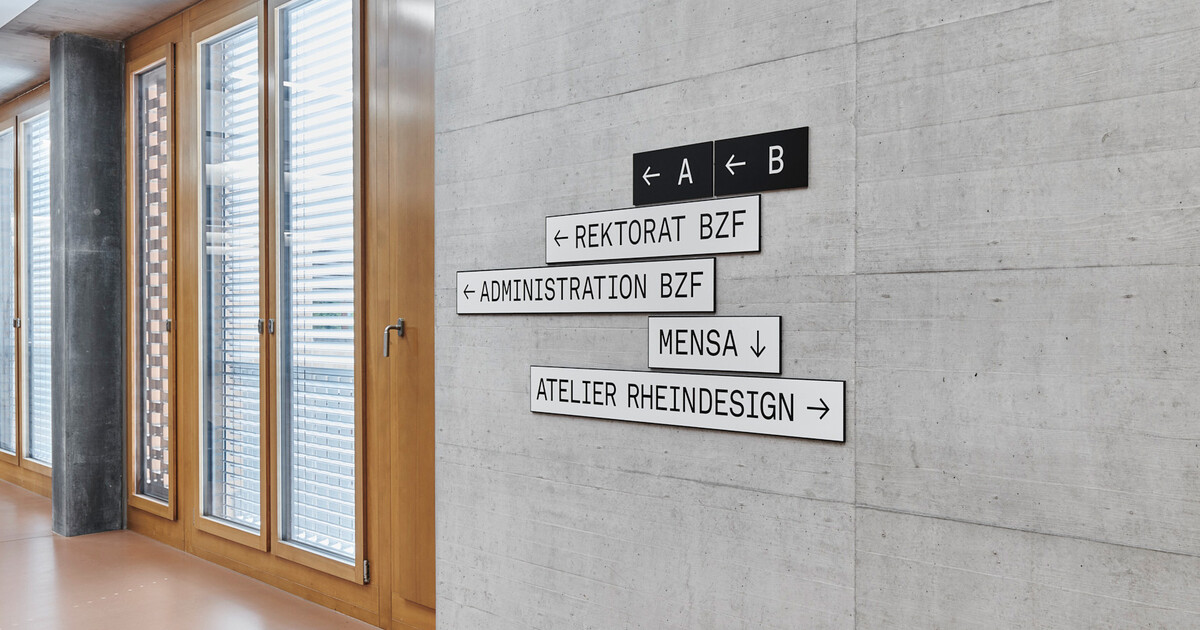 ← A ← B
← REKTORAT BZF
← ADMINISTRATION BZF
MENSA ↓
ATELIER RHEINDESIGN →